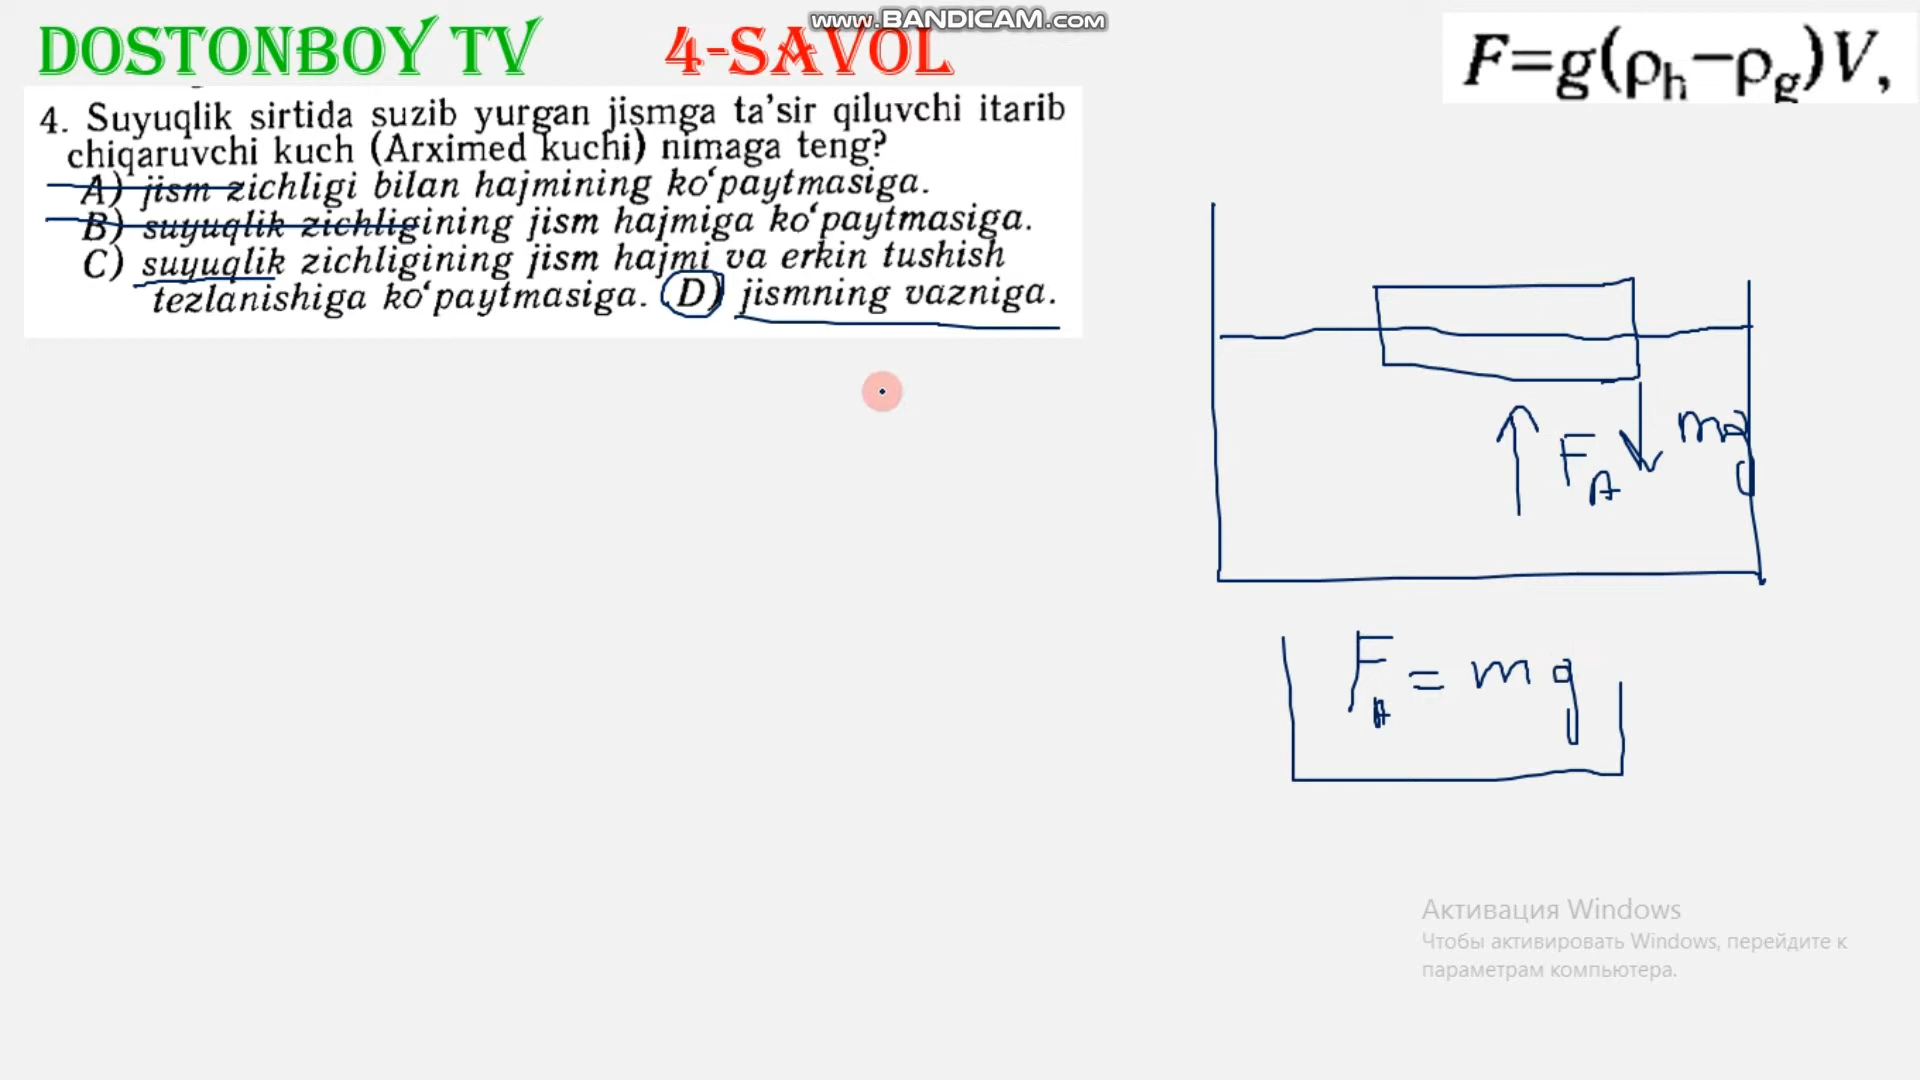 www.BANDICAM.com
DOSTONBOY TV
4-SAVOL
F=g(ρh−ρg)V,
4. Suyuqlik sirtida suzib yurgan jismga ta’sir qiluvchi itarib
chiqaruvchi kuch (Arximed kuchi) nimaga teng?
A) jism zichligi bilan hajmining ko‘paytmasiga.
B) suyuqlik zichligining jism hajmiga ko‘paytmasiga.
C) suyuqlik zichligining jism hajmi va erkin tushish
tezlanishiga ko‘paytmasiga. D) jismning vazniga.
FA mg
FA = mg
Активация Windows
Чтобы активировать Windows, перейдите к
параметрам компьютера.